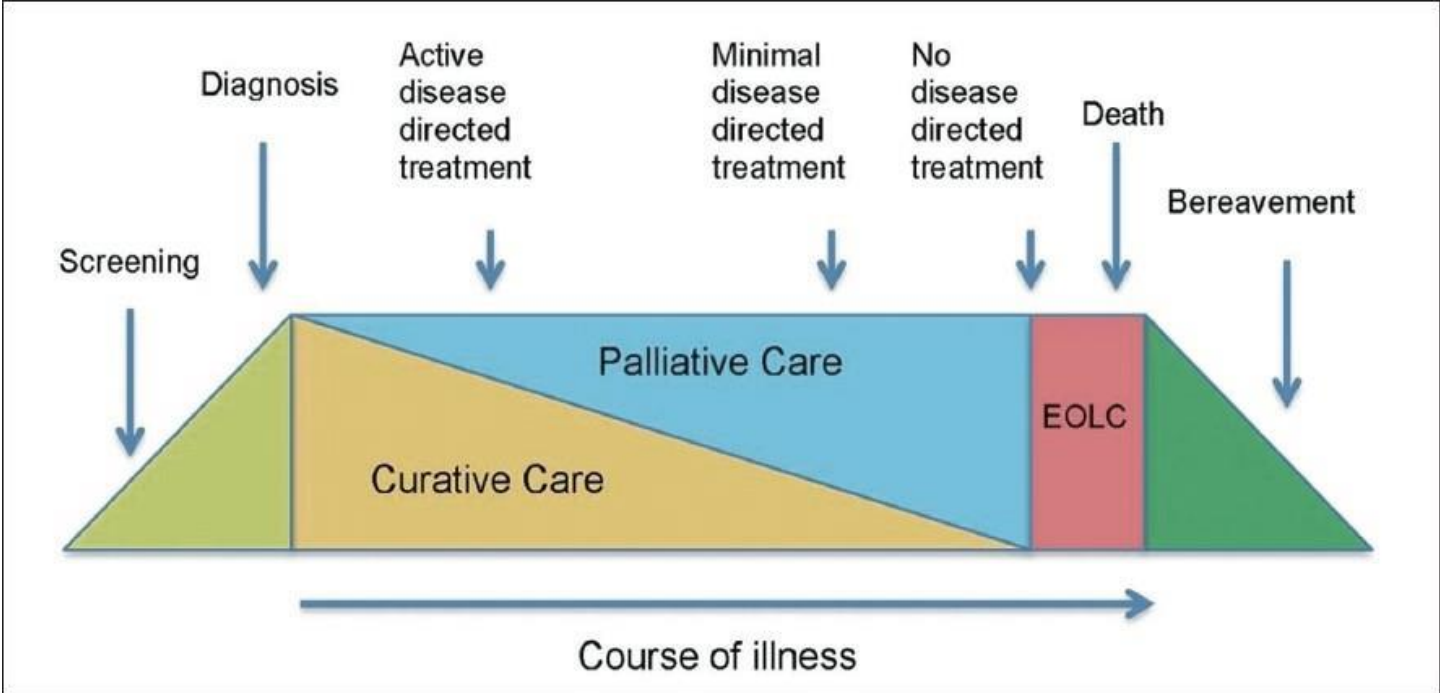 Screening
Diagnosis
Active
disease
directed
treatment
Minimal
disease
directed
treatment
No
disease
directed
treatment
Death
Bereavement
Palliative Care
Curative Care
EOLC
Course of illness